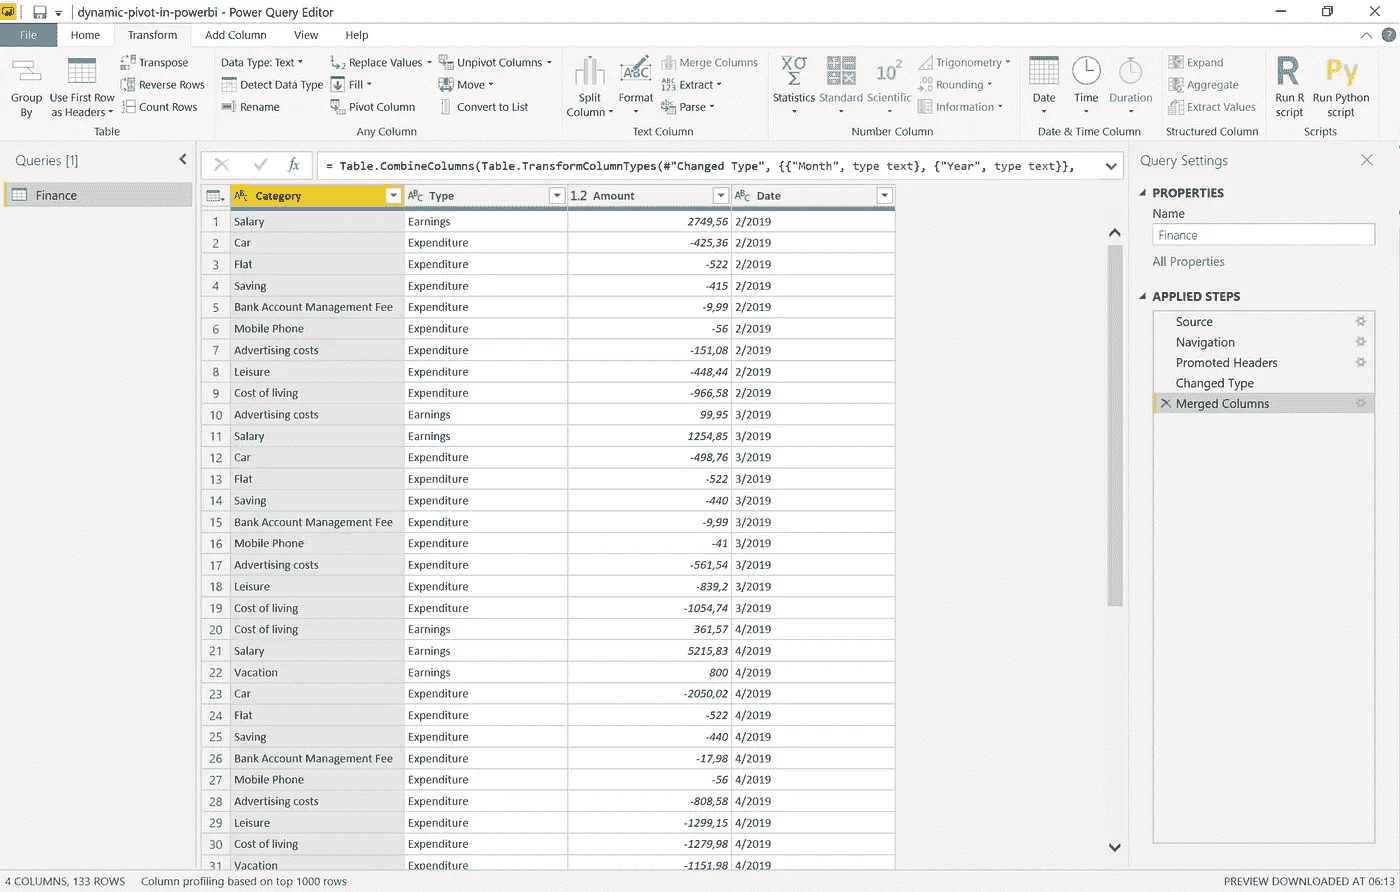 dynamic-pivot-in-powerbi - Power Query Editor
File Home Transform Add Column View Help
Group By
Use First Row as Headers
Transpose
Reverse Rows
Count Rows
Table
Data Type: Text
Detect Data Type
Rename
Replace Values
Fill
Pivot Column
Unpivot Columns
Move
Convert to List
Any Column
Split Column
Format
ABC
Merge Columns
ABC 123 Extract
abc Parse
Text Column
XO Σ
Statistics
Standard
10²
Scientific
Trigonometry
Rounding
Information
Number Column
Date
Time
Duration
Date & Time Column
Expand
Aggregate
Extract Values
Structured Column
R
Run R script
Py
Run Python script
Scripts
Queries [1]
Finance
fx = Table.CombineColumns(Table.TransformColumnTypes(#"Changed Type", {{"Month", type text}, {"Year", type text}},
ABC Category ABC Type 1.2 Amount ABC Date
1 Salary Earnings 2749,56 2/2019
2 Car Expenditure -425,36 2/2019
3 Flat Expenditure -522 2/2019
4 Saving Expenditure -415 2/2019
5 Bank Account Management Fee Expenditure -9,99 2/2019
6 Mobile Phone Expenditure -56 2/2019
7 Advertising costs Expenditure -151,08 2/2019
8 Leisure Expenditure -448,44 2/2019
9 Cost of living Expenditure -966,58 2/2019
10 Advertising costs Earnings 99,95 3/2019
11 Salary Earnings 1254,85 3/2019
12 Car Expenditure -498,76 3/2019
13 Flat Expenditure -522 3/2019
14 Saving Expenditure -440 3/2019
15 Bank Account Management Fee Expenditure -9,99 3/2019
16 Mobile Phone Expenditure -41 3/2019
17 Advertising costs Expenditure -561,54 3/2019
18 Leisure Expenditure -839,2 3/2019
19 Cost of living Expenditure -1054,74 3/2019
20 Cost of living Earnings 361,57 4/2019
21 Salary Earnings 5215,83 4/2019
22 Vacation Earnings 800 4/2019
23 Car Expenditure -2050,02 4/2019
24 Flat Expenditure -522 4/2019
25 Saving Expenditure -440 4/2019
26 Bank Account Management Fee Expenditure -17,98 4/2019
27 Mobile Phone Expenditure -56 4/2019
28 Advertising costs Expenditure -808,58 4/2019
29 Leisure Expenditure -1299,15 4/2019
30 Cost of living Expenditure -1279,98 4/2019
31 Vacation Expenditure -1151,98 4/2019
Query Settings
PROPERTIES
Name
Finance
All Properties
APPLIED STEPS
Source
Navigation
Promoted Headers
Changed Type
Merged Columns
4 COLUMNS, 133 ROWS Column profiling based on top 1000 rows PREVIEW DOWNLOADED AT 06:13